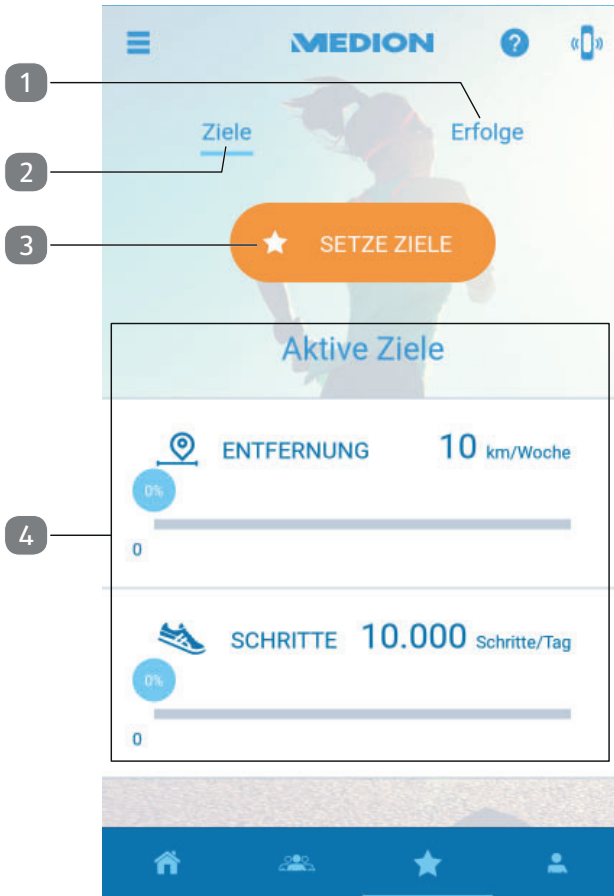 MEDION
?
1
Ziele
Erfolge
2
3
SETZE ZIELE
Aktive Ziele
ENTFERNUNG 10 km/Woche
0%
4
0
SCHRITTE 10.000 Schritte/Tag
0%
0